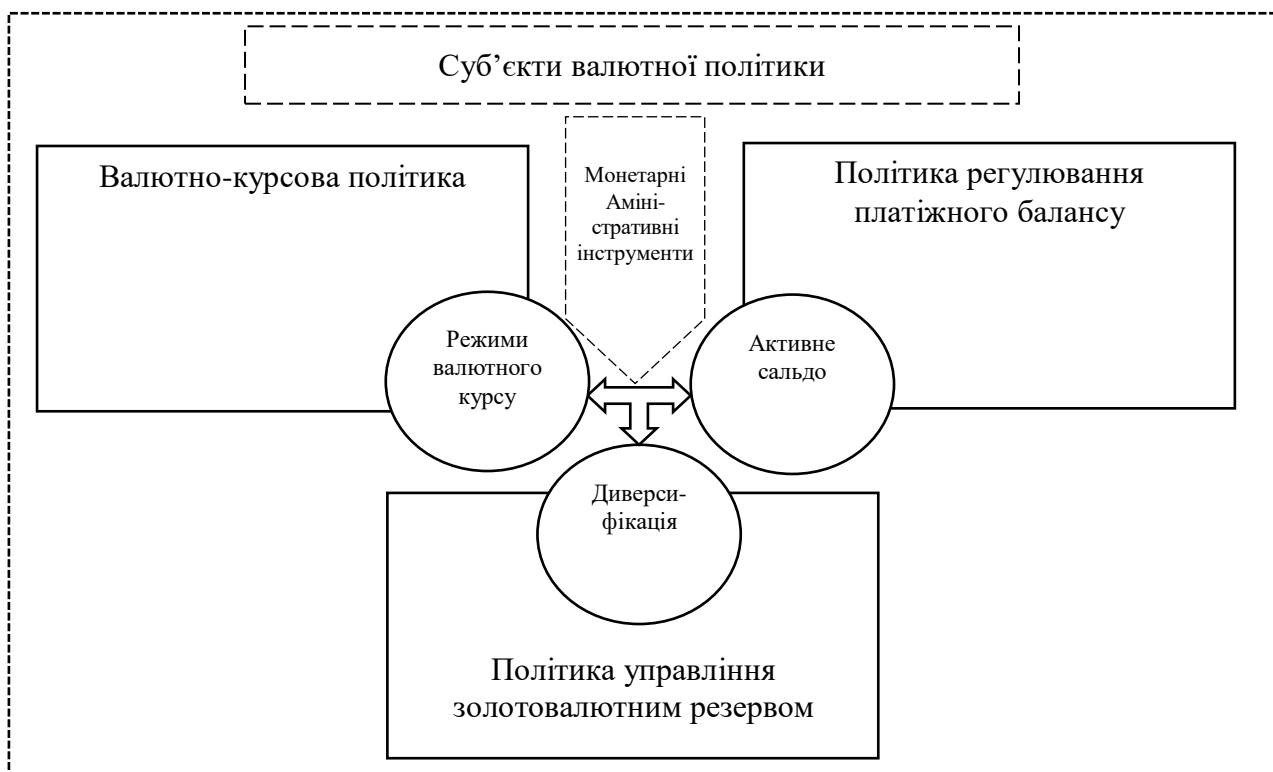 Суб’єкти валютної політики
Валютно-курсова політика
Монетарні
Аміні-
стративні
інструменти
Політика регулювання
платіжного балансу
Режими
валютного
курсу
Активне
сальдо
Диверси-
фікація
Політика управління
золотовалютним резервом